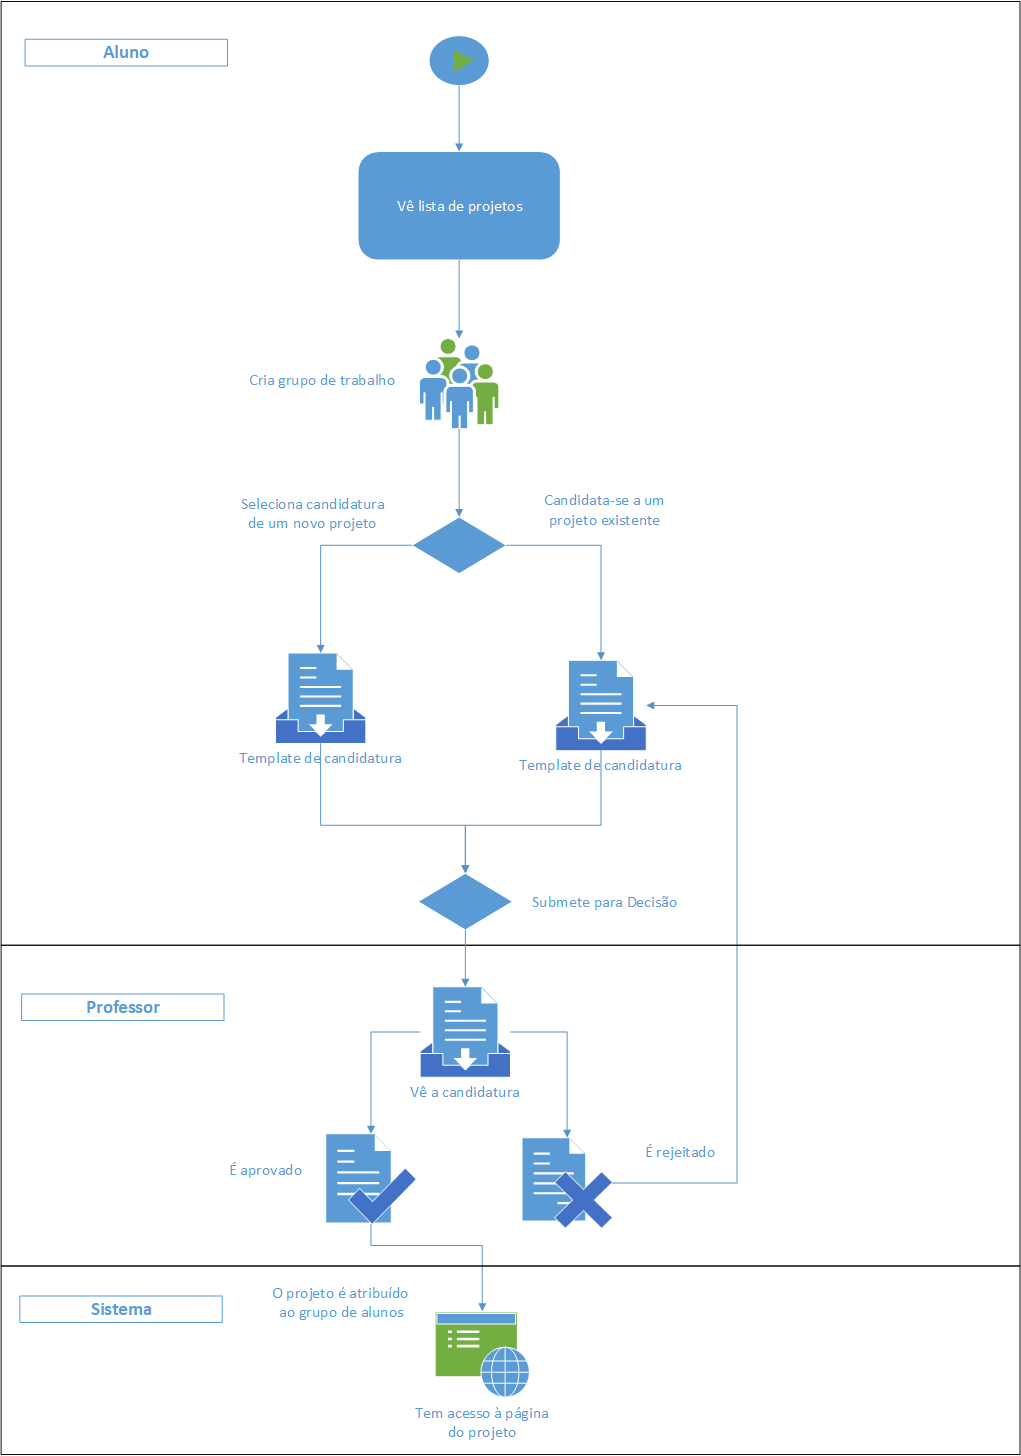 Aluno
Vê lista de projetos
Cria grupo de trabalho
Seleciona candidatura
de um novo projeto
Candidata-se a um
projeto existente
Template de candidatura
Template de candidatura
Submete para Decisão
Professor
Vê a candidatura
É aprovado
É rejeitado
Sistema
O projeto é atribuído
ao grupo de alunos
Tem acesso à página
do projeto